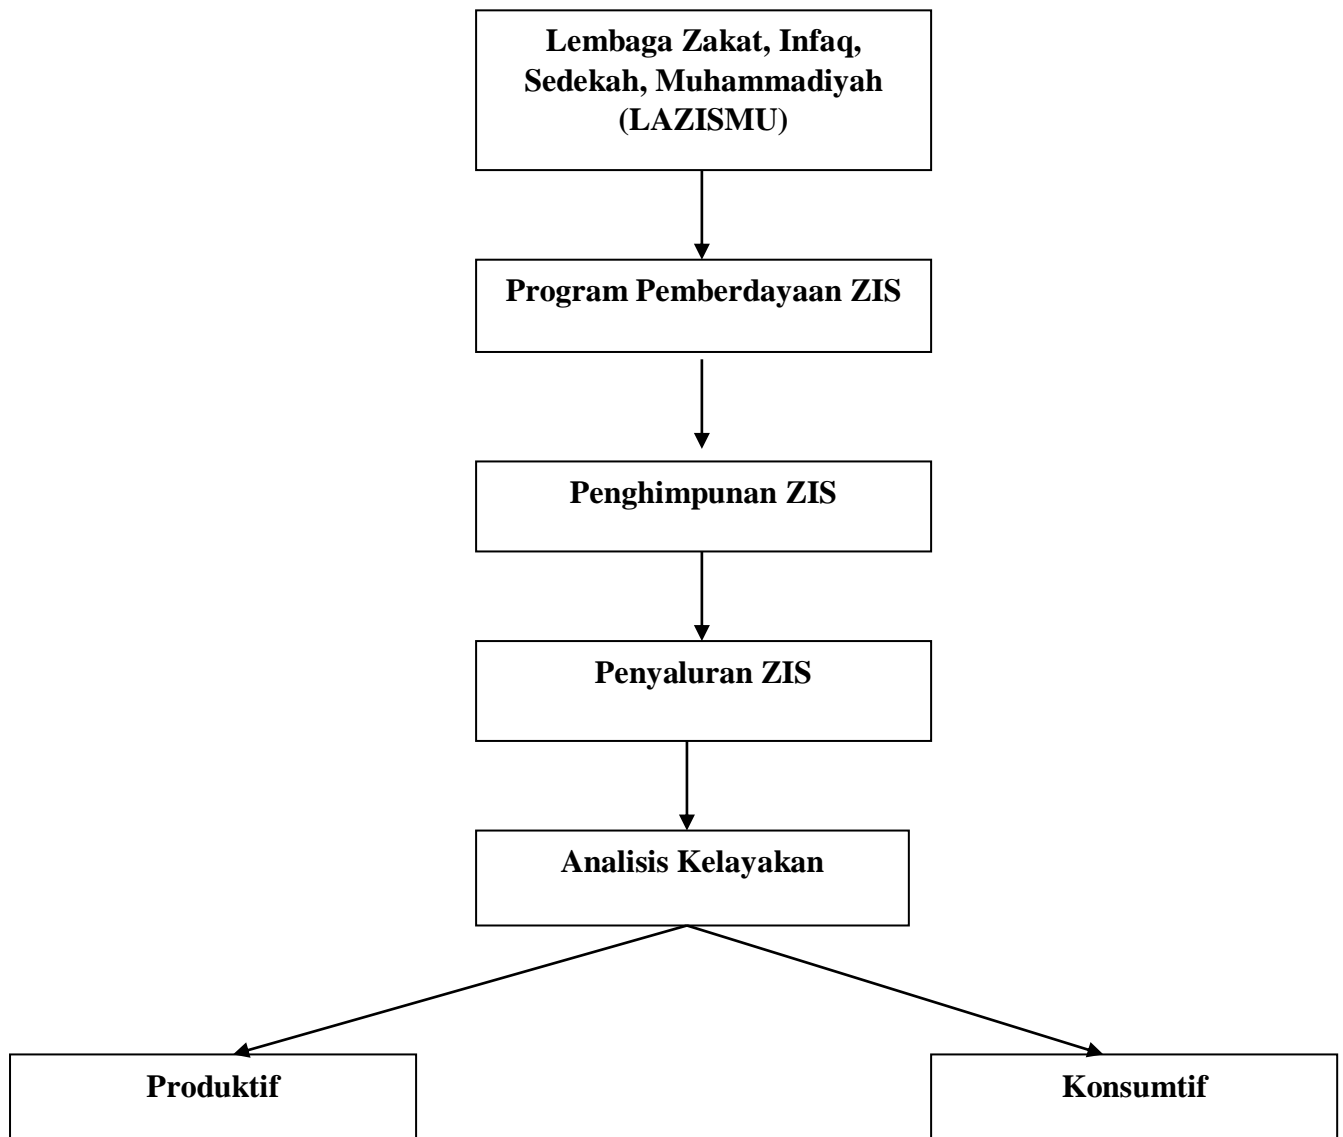 Lembaga Zakat, Infaq,
Sedekah, Muhammadiyah
(LAZISMU)
Program Pemberdayaan ZIS
Penghimpunan ZIS
Penyaluran ZIS
Analisis Kelayakan
Produktif
Konsumtif